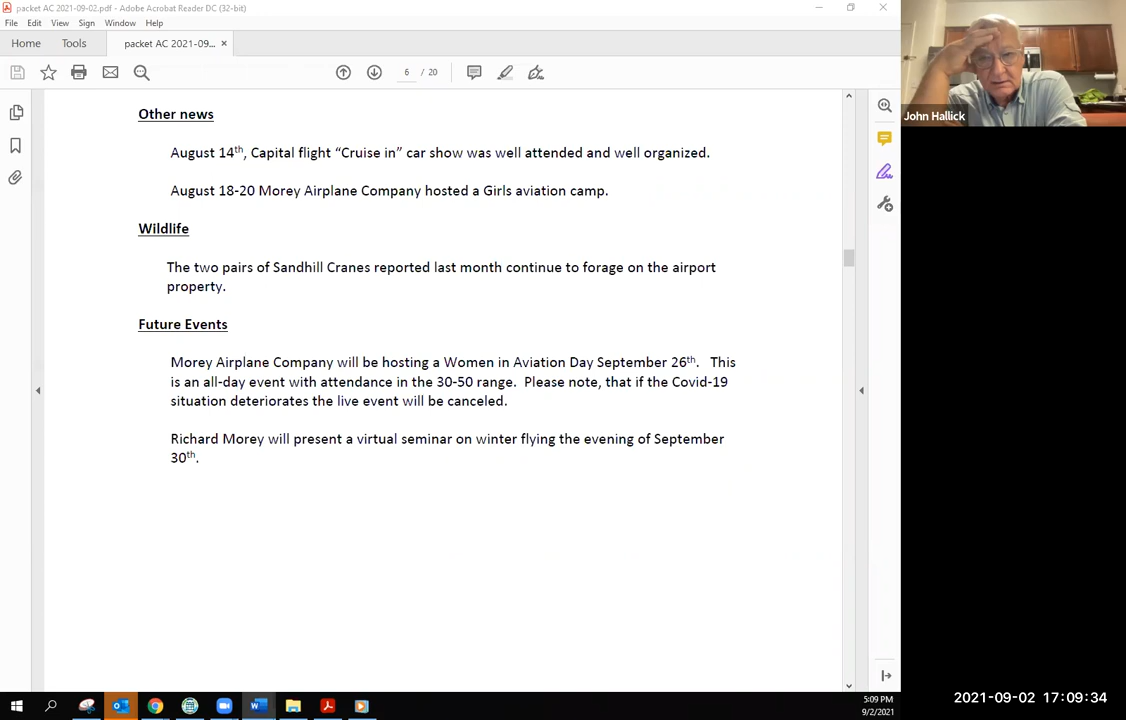 packet AC 2021-09-02.pdf - Adobe Acrobat Reader DC (32-bit)
File Edit View Sign Window Help
Home Tools packet AC 2021-09... ×
6 / 20
Other news
August 14th, Capital flight “Cruise in” car show was well attended and well organized.
August 18-20 Morey Airplane Company hosted a Girls aviation camp.
Wildlife
The two pairs of Sandhill Cranes reported last month continue to forage on the airport
property.
Future Events
Morey Airplane Company will be hosting a Women in Aviation Day September 26th. This
is an all-day event with attendance in the 30-50 range. Please note, that if the Covid-19
situation deteriorates the live event will be canceled.
Richard Morey will present a virtual seminar on winter flying the evening of September
30th.
John Hallick
5:09 PM
9/2/2021
2021-09-02 17:09:34